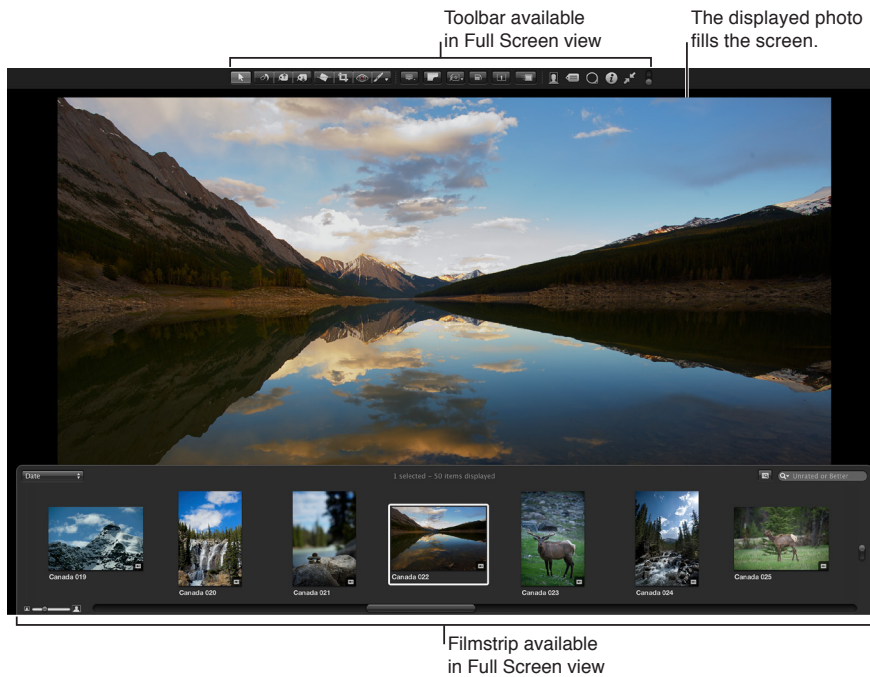 Toolbar available
in Full Screen view
The displayed photo
fills the screen.
Date
1 selected – 50 items displayed
Unrated or Better
Canada 019
Canada 020
Canada 021
Canada 022
Canada 023
Canada 024
Canada 025
Filmstrip available
in Full Screen view